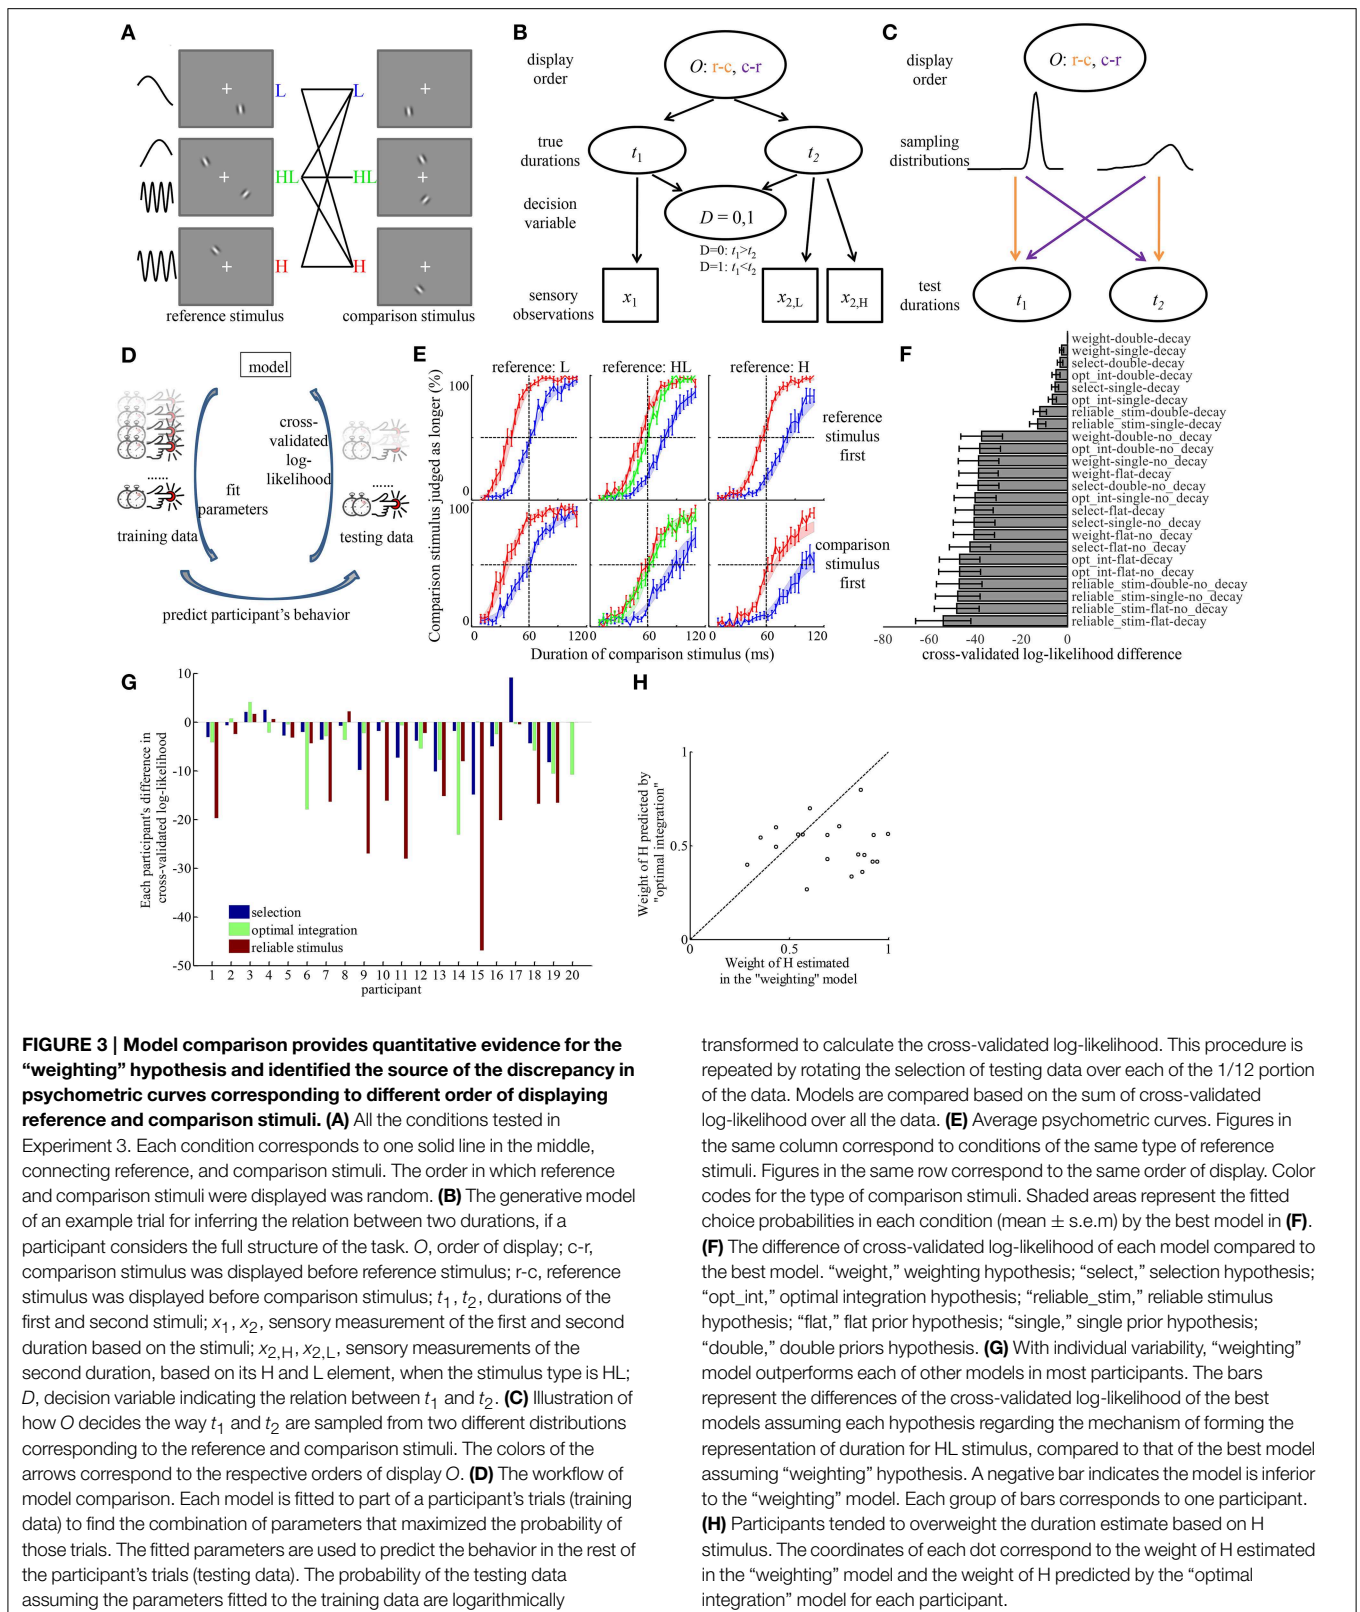 A
L
L
HL
HL
H
H
reference stimulus
comparison stimulus
B
display
order
O: r-c, c-r
true
durations
t1
t2
decision
variable
D = 0,1
D=0: t1>t2
D=1: t1<t2
sensory
observations
x1
x2,L
x2,H
C
display
order
O: r-c, c-r
sampling
distributions
test
durations
t1
t2
D
model
cross-
validated
log-
likelihood
fit
parameters
......
......
training data
testing data
predict participant's behavior
E
reference: L
reference: HL
reference: H
Comparison stimulus judged as longer (%)
100
0
100
0
reference
stimulus
first
comparison
stimulus
first
0 60 120 0 60 120 0 60 120
Duration of comparison stimulus (ms)
F
weight-double-decay
weight-single-decay
select-double-decay
opt_int-double-decay
select-single-decay
opt_int-single-decay
reliable_stim-double-decay
reliable_stim-single-decay
weight-double-no_decay
opt_int-double-no_decay
weight-single-no_decay
weight-flat-decay
select-double-no_decay
opt_int-single-no_decay
select-flat-decay
select-single-no_decay
weight-flat-no_decay
select-flat-no_decay
opt_int-flat-decay
opt_int-flat-no_decay
reliable_stim-double-no_decay
reliable_stim-single-no_decay
reliable_stim-flat-no_decay
reliable_stim-flat-decay
-80 -60 -40 -20 0
cross-validated log-likelihood difference
G
Each participant's difference in
cross-validated log-likelihood
10
0
-10
-20
-30
-40
-50
selection
optimal integration
reliable stimulus
1 2 3 4 5 6 7 8 9 10 11 12 13 14 15 16 17 18 19 20
participant
H
Weight of H predicted by
"optimal integration"
1
0.5
0
0 0.5 1
Weight of H estimated
in the "weighting" model
FIGURE 3 | Model comparison provides quantitative evidence for the
“weighting” hypothesis and identified the source of the discrepancy in
psychometric curves corresponding to different order of displaying
reference and comparison stimuli. (A) All the conditions tested in
Experiment 3. Each condition corresponds to one solid line in the middle,
connecting reference, and comparison stimuli. The order in which reference
and comparison stimuli were displayed was random. (B) The generative model
of an example trial for inferring the relation between two durations, if a
participant considers the full structure of the task. O, order of display; c-r,
comparison stimulus was displayed before reference stimulus; r-c, reference
stimulus was displayed before comparison stimulus; t1, t2, durations of the
first and second stimuli; x1, x2, sensory measurement of the first and second
duration based on the stimuli; x2,H, x2,L, sensory measurements of the
second duration, based on its H and L element, when the stimulus type is HL;
D, decision variable indicating the relation between t1 and t2. (C) Illustration of
how O decides the way t1 and t2 are sampled from two different distributions
corresponding to the reference and comparison stimuli. The colors of the
arrows correspond to the respective orders of display O. (D) The workflow of
model comparison. Each model is fitted to part of a participant’s trials (training
data) to find the combination of parameters that maximized the probability of
those trials. The fitted parameters are used to predict the behavior in the rest of
the participant’s trials (testing data). The probability of the testing data
assuming the parameters fitted to the training data are logarithmically
transformed to calculate the cross-validated log-likelihood. This procedure is
repeated by rotating the selection of testing data over each of the 1/12 portion
of the data. Models are compared based on the sum of cross-validated
log-likelihood over all the data. (E) Average psychometric curves. Figures in
the same column correspond to conditions of the same type of reference
stimuli. Figures in the same row correspond to the same order of display. Color
codes for the type of comparison stimuli. Shaded areas represent the fitted
choice probabilities in each condition (mean ± s.e.m) by the best model in (F).
(F) The difference of cross-validated log-likelihood of each model compared to
the best model. “weight,” weighting hypothesis; “select,” selection hypothesis;
“opt_int,” optimal integration hypothesis; “reliable_stim,” reliable stimulus
hypothesis; “flat,” flat prior hypothesis; “single,” single prior hypothesis;
“double,” double priors hypothesis. (G) With individual variability, “weighting”
model outperforms each of other models in most participants. The bars
represent the differences of the cross-validated log-likelihood of the best
models assuming each hypothesis regarding the mechanism of forming the
representation of duration for HL stimulus, compared to that of the best model
assuming “weighting” hypothesis. A negative bar indicates the model is inferior
to the “weighting” model. Each group of bars corresponds to one participant.
(H) Participants tended to overweight the duration estimate based on H
stimulus. The coordinates of each dot correspond to the weight of H estimated
in the “weighting” model and the weight of H predicted by the “optimal
integration” model for each participant.